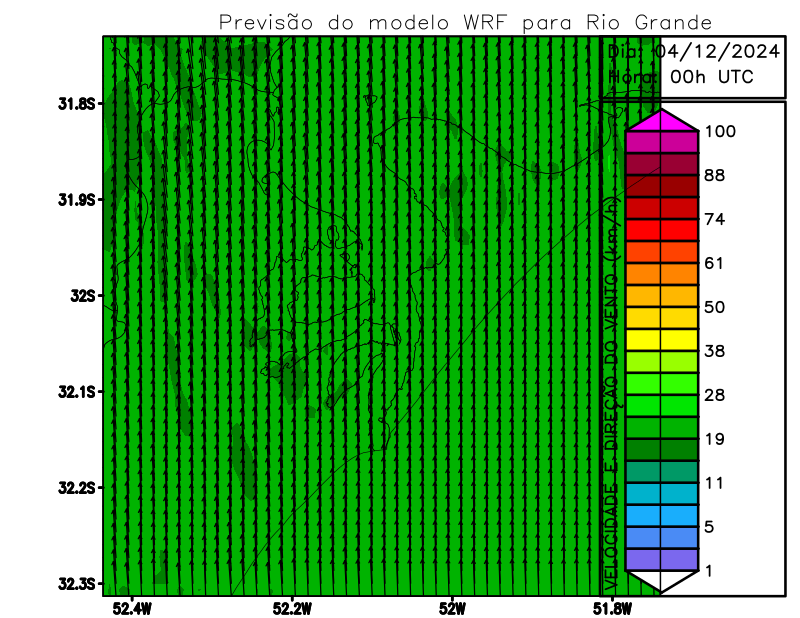 Previsão do modelo WRF para Rio Grande
Dia: 04/12/2024
Hora: 00h UTC
31.8S
31.9S
32S
32.1S
32.2S
32.3S
52.4W
52.2W
52W
51.8W
VELOCIDADE E DIREÇÃO DO VENTO (km/h)
100
88
74
61
50
38
28
19
11
5
1